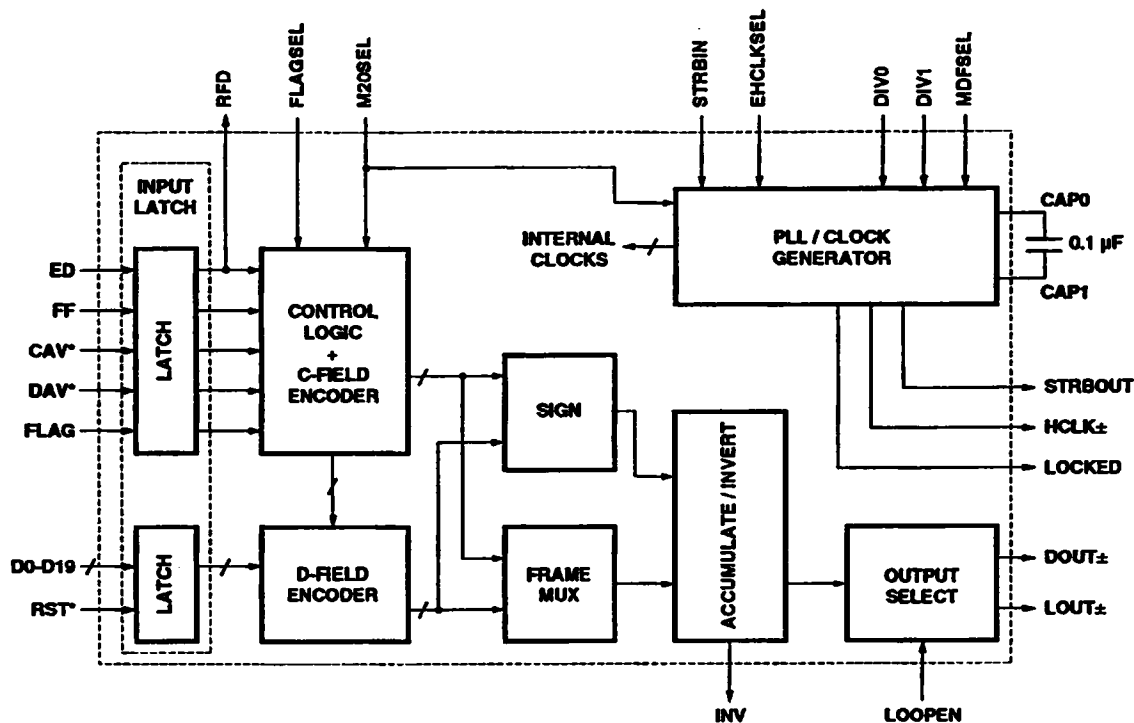 RFD
FLAGSEL
M20SEL
STRBIN
EHCLKSEL
DIV0
DIV1
MDFSEL
INPUT
LATCH
CAP0
0.1 µF
CAP1
PLL / CLOCK
GENERATOR
INTERNAL
CLOCKS
ED
FF
CAV*
DAV*
FLAG
LATCH
CONTROL
LOGIC
+
C-FIELD
ENCODER
SIGN
STRBOUT
HCLK±
LOCKED
ACCUMULATE / INVERT
D0-D19
RST*
LATCH
D-FIELD
ENCODER
FRAME
MUX
OUTPUT
SELECT
DOUT±
LOUT±
INV
LOOPEN